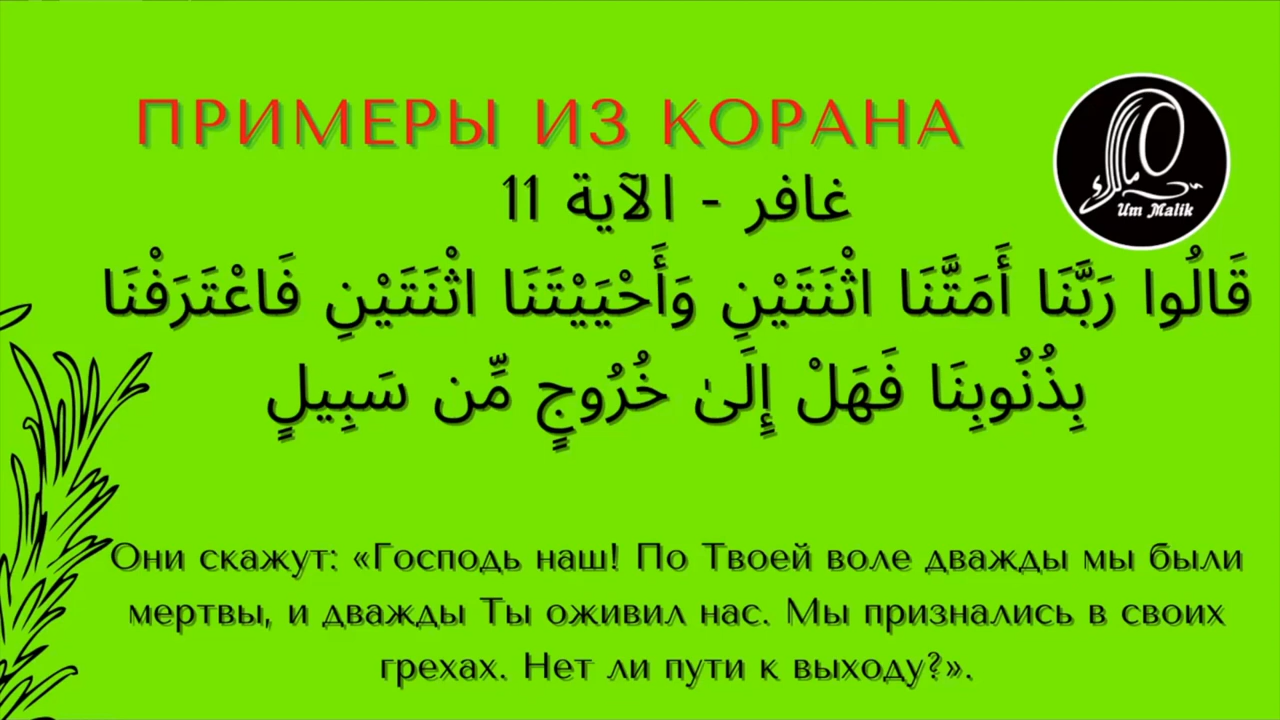 ПРИМЕРЫ ИЗ КОРАНА
غافر - الآية 11
قَالُوا رَبَّنَا أَمَتَّنَا اثْنَتَيْنِ وَأَحْيَيْتَنَا اثْنَتَيْنِ فَاعْتَرَفْنَا
بِذُنُوبِنَا فَهَلْ إِلَىٰ خُرُوجٍ مِّن سَبِيلٍ
Они скажут: «Господь наш! По Твоей воле дважды мы были
мертвы, и дважды Ты оживил нас. Мы признались в своих
грехах. Нет ли пути к выходу?».
Um Malik